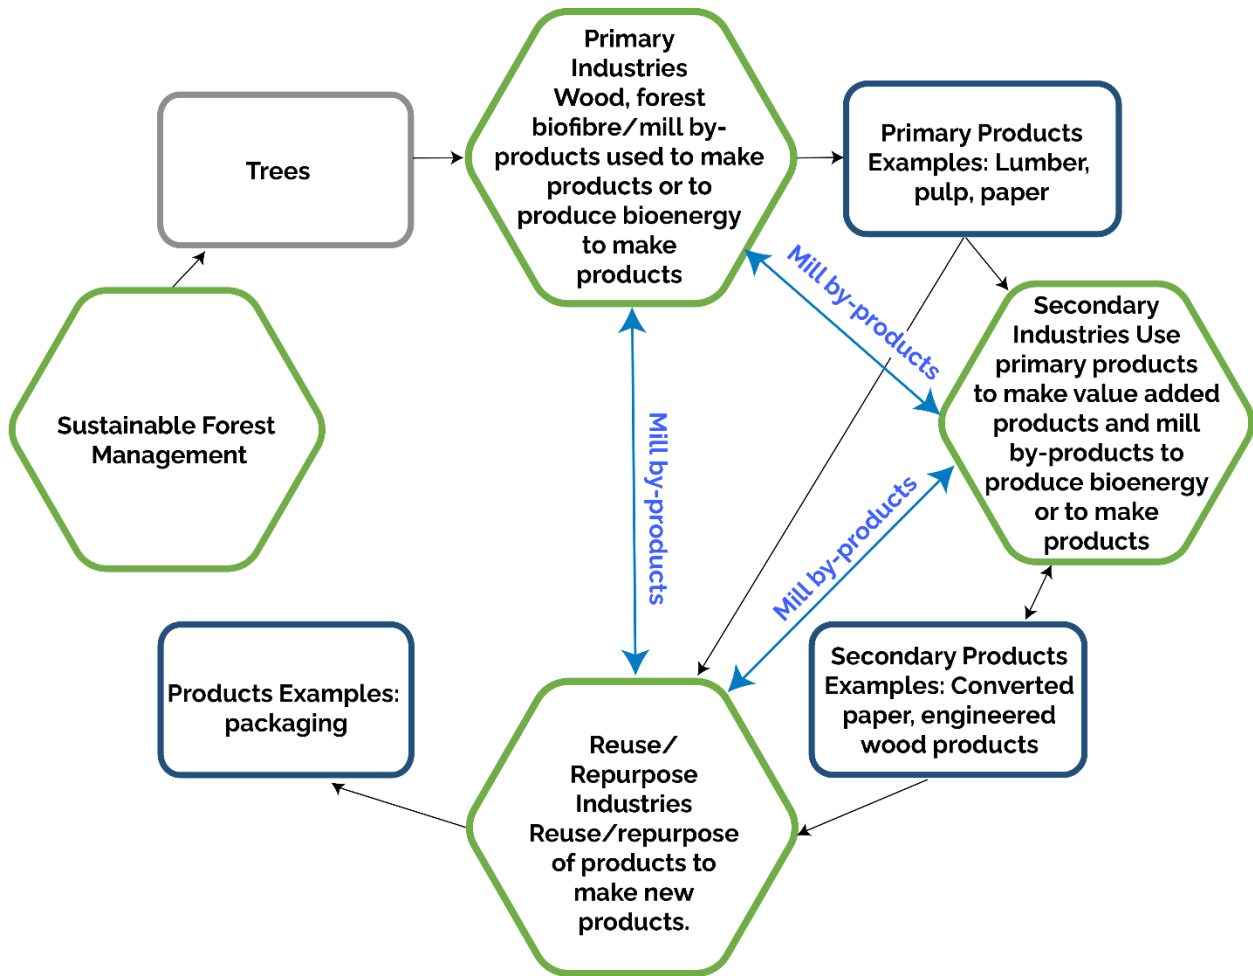 Primary
Industries
Wood, forest
biofibre/mill by-
products used to make
products or to
produce bioenergy
to make
products
Trees
Primary Products
Examples: Lumber,
pulp, paper
Mill by-products
Secondary
Industries Use
primary products
to make value added
products and mill
by-products to
produce bioenergy
or to make
products
Sustainable Forest
Management
Mill by-products
Mill by-products
Products Examples:
packaging
Secondary Products
Examples: Converted
paper, engineered
wood products
Reuse/
Repurpose
Industries
Reuse/repurpose
of products to
make new
products.